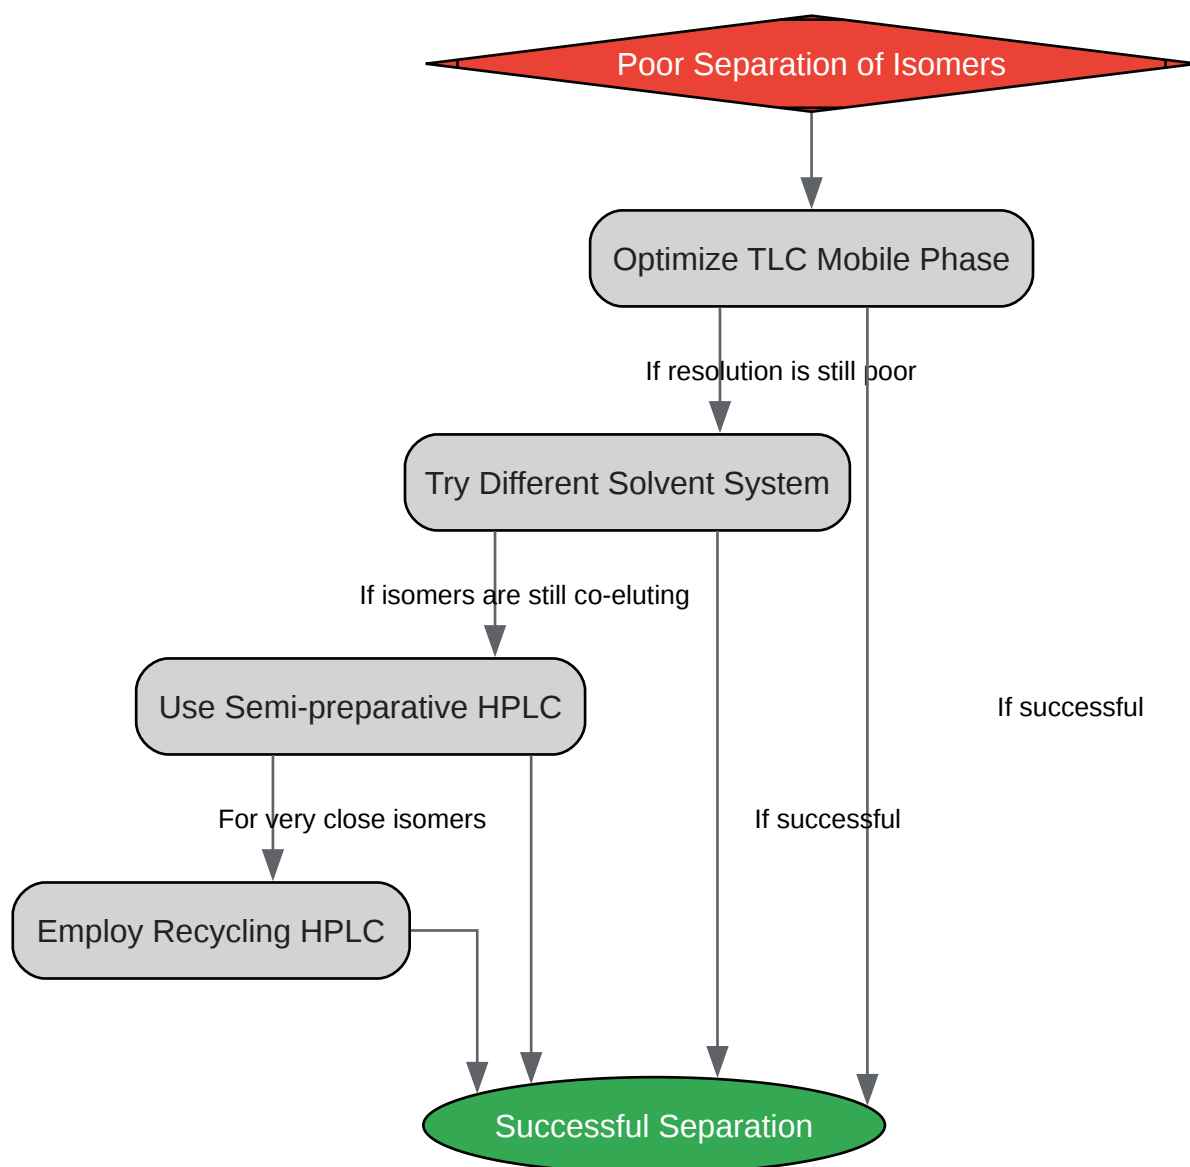 Poor Separation of Isomers
Optimize TLC Mobile Phase
If resolution is still poor
Try Different Solvent System
If isomers are still co-eluting
Use Semi-preparative HPLC
If successful
For very close isomers
If successful
Employ Recycling HPLC
Successful Separation